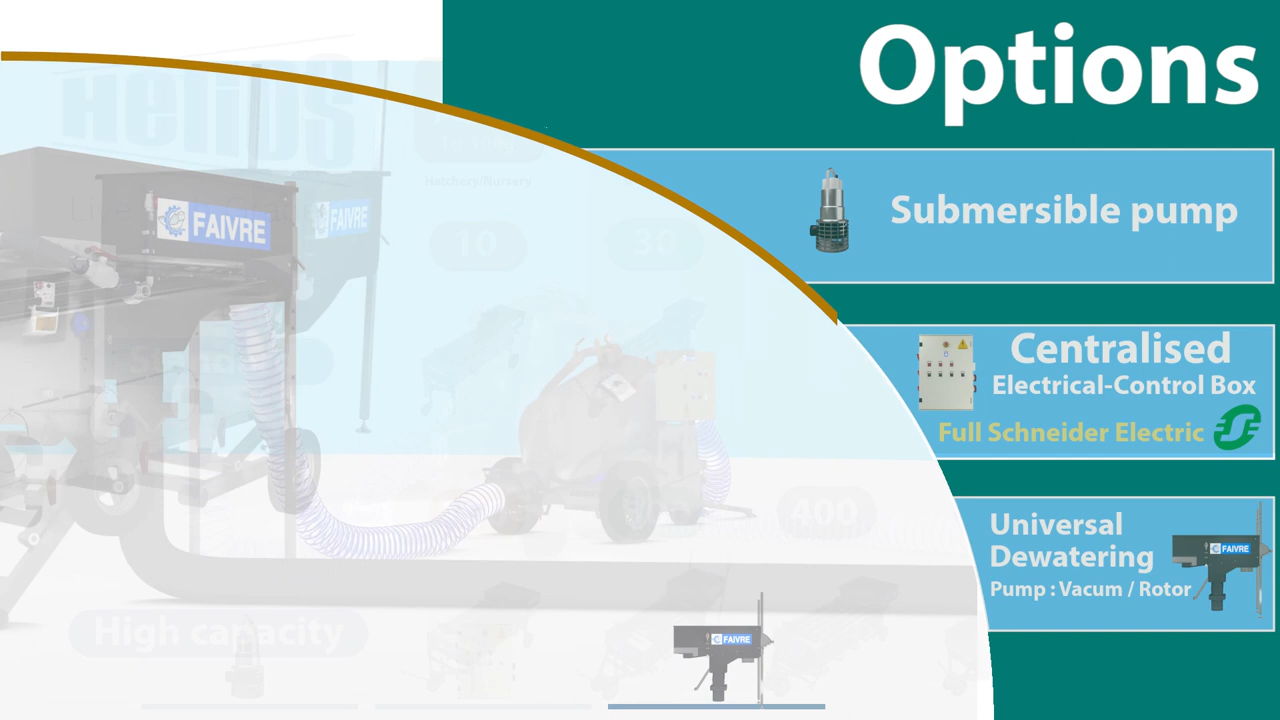 Options
Helios
Hatchery/Nursery
FAIVRE
FAIVRE
10
30
Submersible pump
Centralised
Electrical-Control Box
Full Schneider Electric
400
Universal
Dewatering
Pump : Vacum / Rotor
FAIVRE
High capacity
FAIVRE